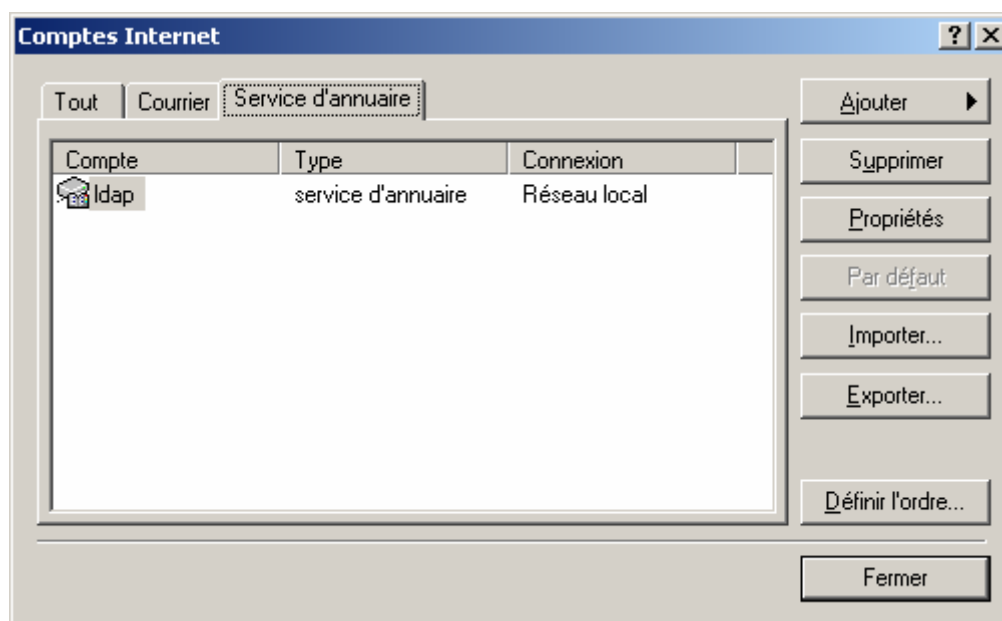 Comptes Internet
Tout Courrier Service d'annuaire
Compte Type Connexion
ldap service d'annuaire Réseau local
Ajouter
Supprimer
Propriétés
Par défaut
Importer...
Exporter...
Définir l'ordre...
Fermer